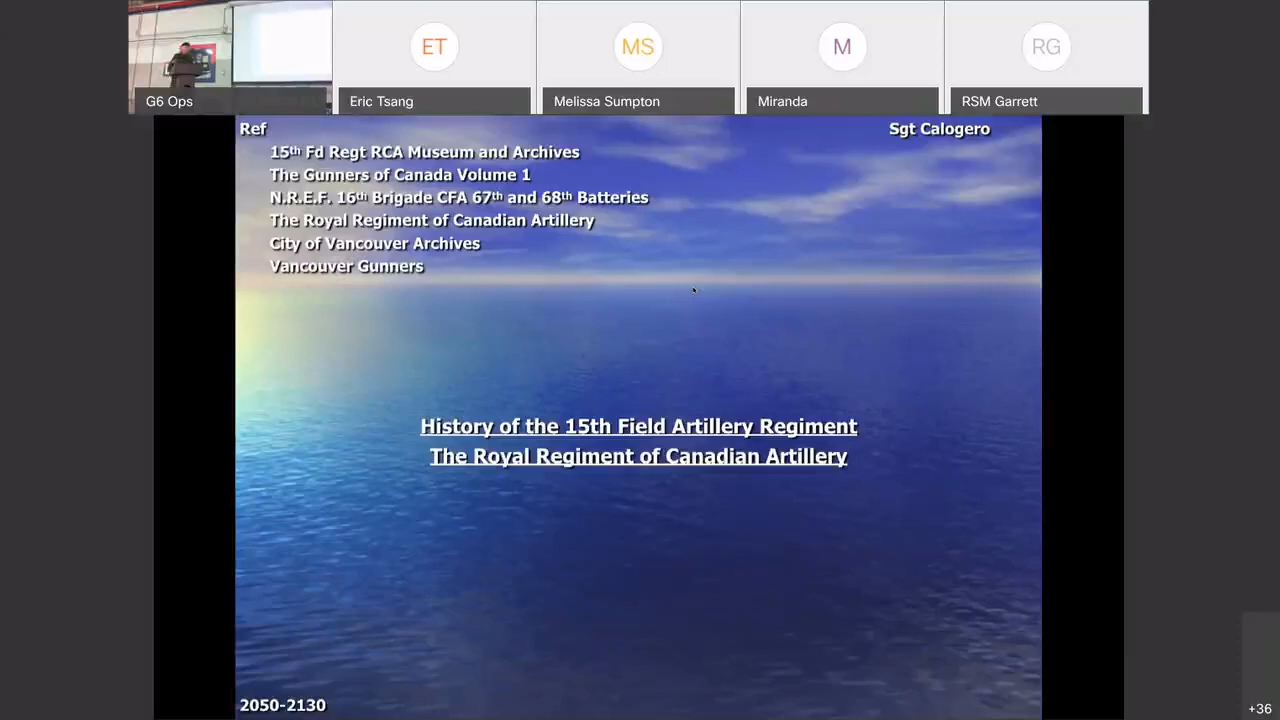 ET
MS
M
RG
G6 Ops
Eric Tsang
Melissa Sumpton
Miranda
RSM Garrett
Ref
Sgt Calogero
15th Fd Regt RCA Museum and Archives
The Gunners of Canada Volume 1
N.R.E.F. 16th Brigade CFA 67th and 68th Batteries
The Royal Regiment of Canadian Artillery
City of Vancouver Archives
Vancouver Gunners
History of the 15th Field Artillery Regiment
The Royal Regiment of Canadian Artillery
2050-2130
+36